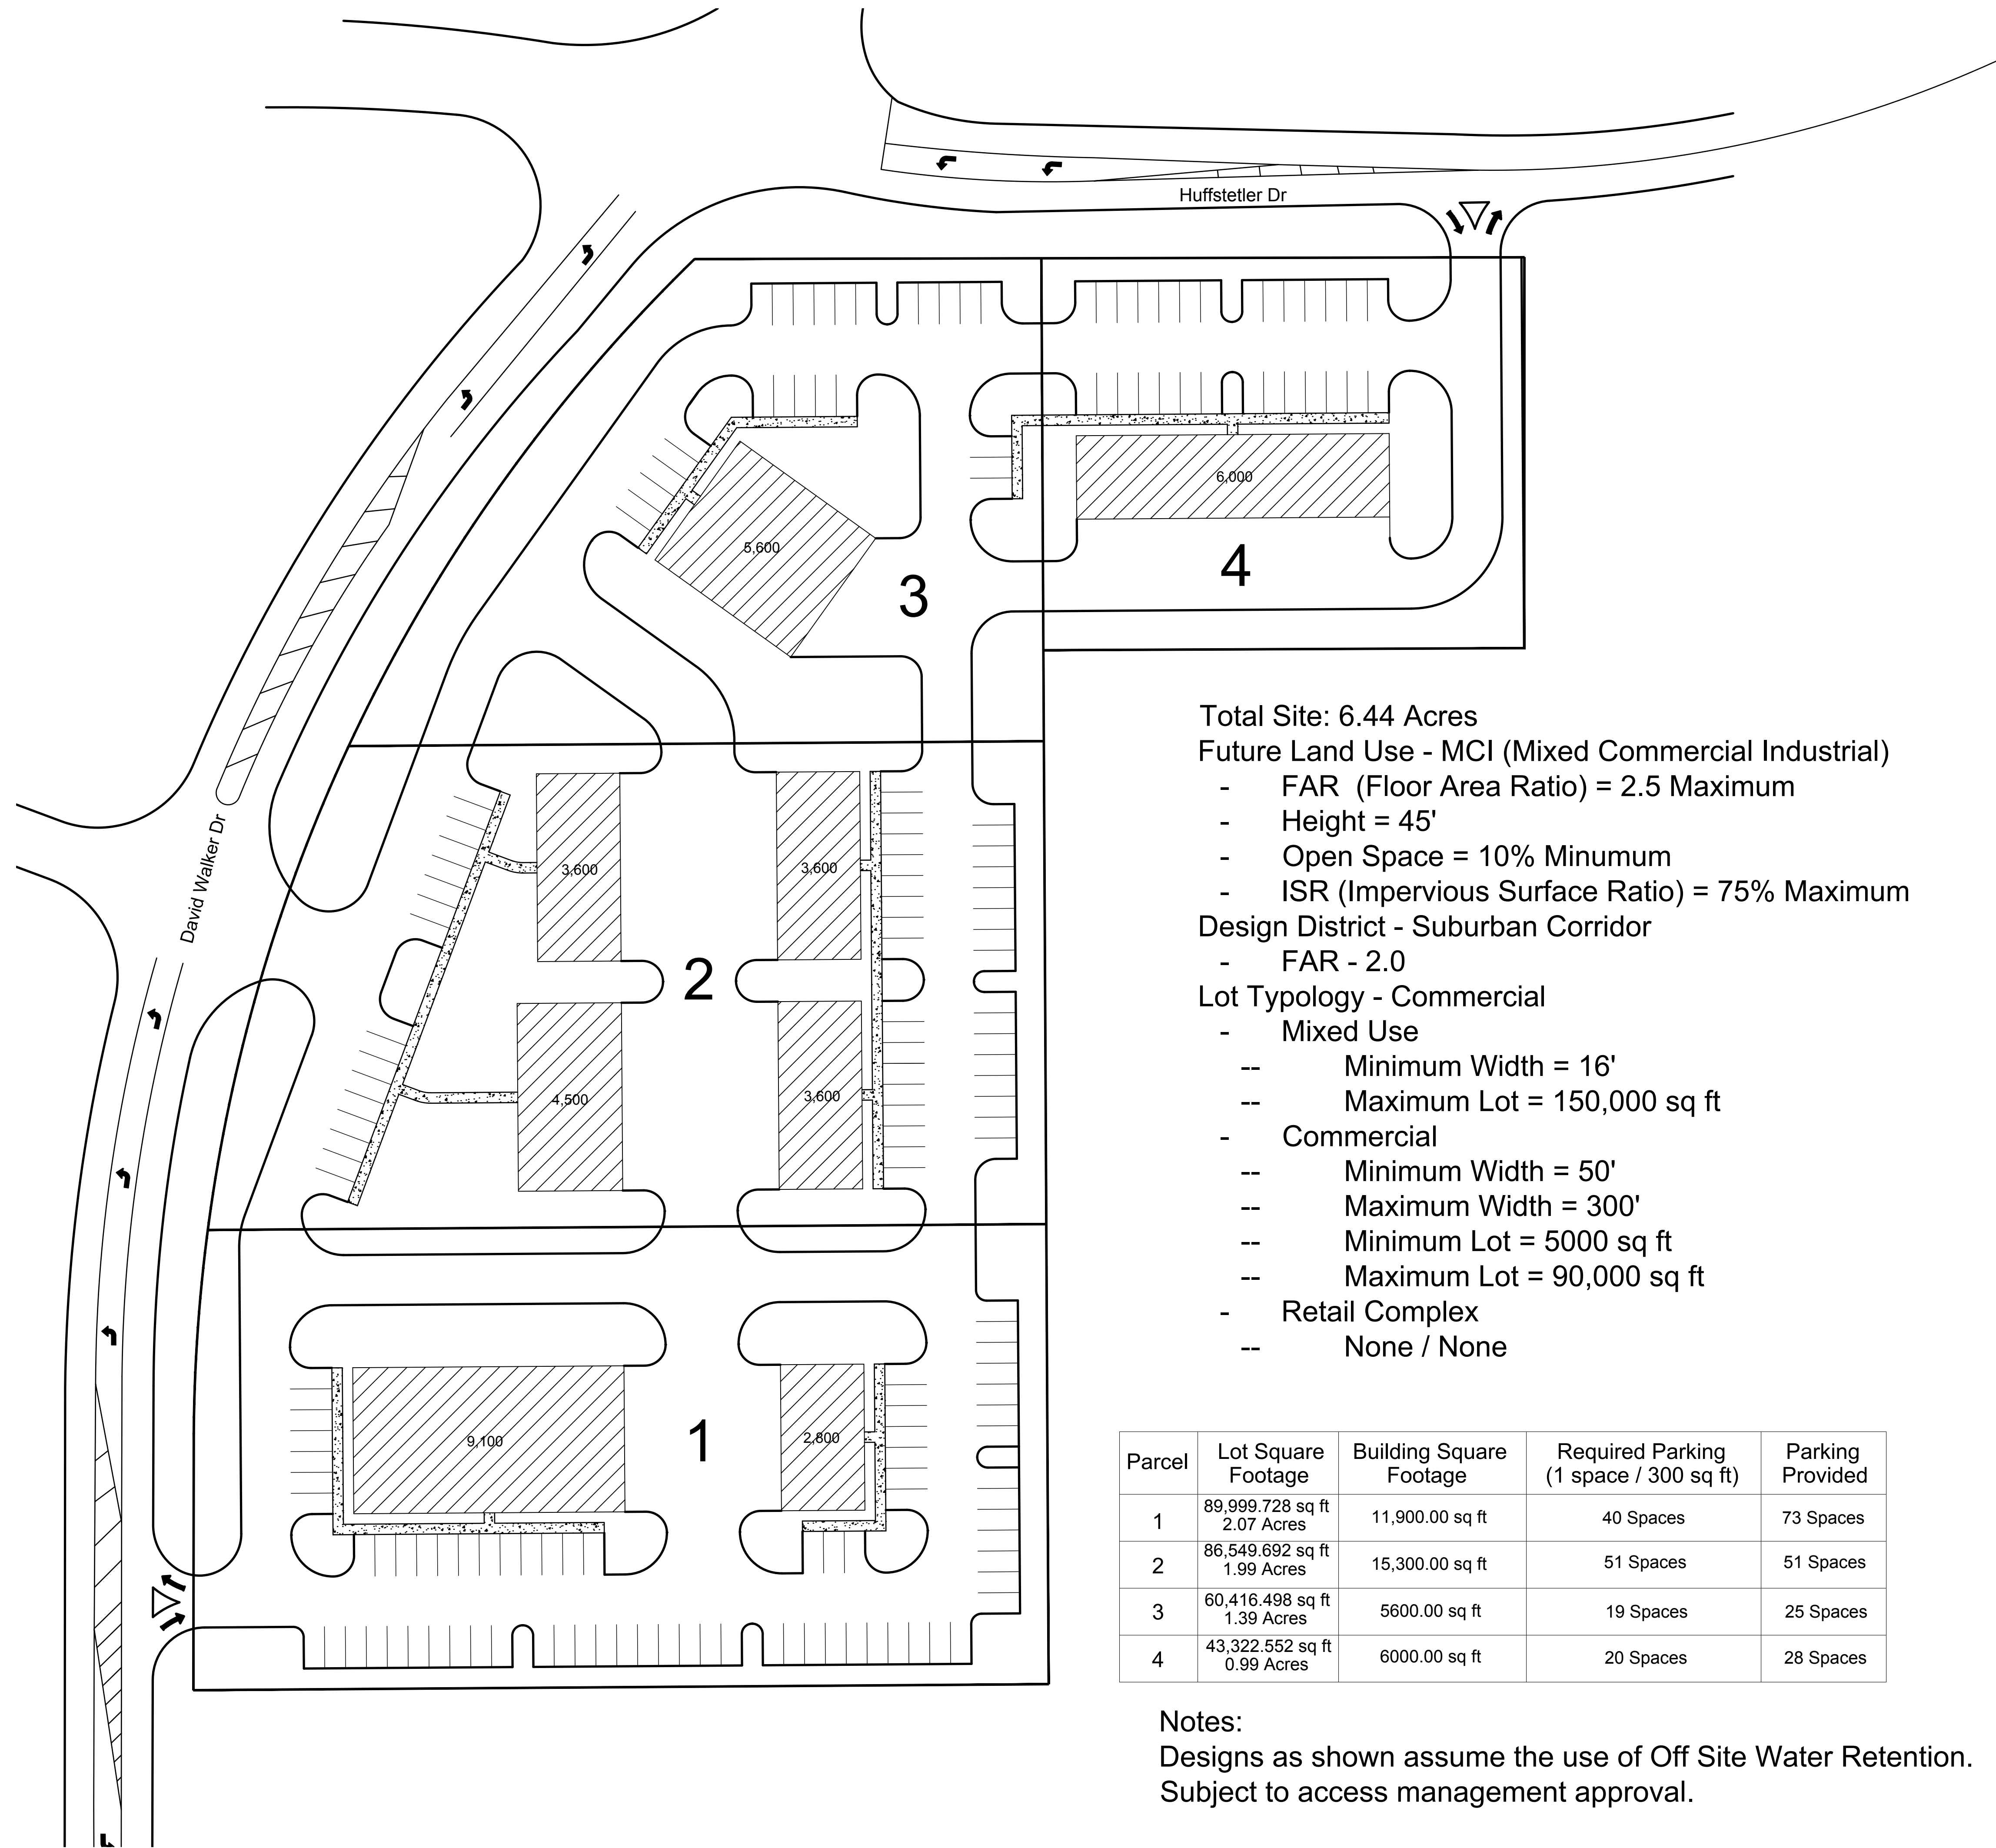 Huffstetler Dr
6,000
5,600
4
3
David Walker Dr
3,600
3,600
2
4,500
3,600
1
9,100
2,800
Total Site: 6.44 Acres
Future Land Use - MCI (Mixed Commercial Industrial)
- FAR (Floor Area Ratio) = 2.5 Maximum
- Height = 45'
- Open Space = 10% Minumum
- ISR (Impervious Surface Ratio) = 75% Maximum
Design District - Suburban Corridor
- FAR - 2.0
Lot Typology - Commercial
- Mixed Use
-- Minimum Width = 16'
-- Maximum Lot = 150,000 sq ft
- Commercial
-- Minimum Width = 50'
-- Maximum Width = 300'
-- Minimum Lot = 5000 sq ft
-- Maximum Lot = 90,000 sq ft
- Retail Complex
-- None / None
Parcel
Lot Square
Footage
Building Square
Footage
Required Parking
(1 space / 300 sq ft)
Parking
Provided
1
89,999.728 sq ft
2.07 Acres
11,900.00 sq ft
40 Spaces
73 Spaces
2
86,549.692 sq ft
1.99 Acres
15,300.00 sq ft
51 Spaces
51 Spaces
3
60,416.498 sq ft
1.39 Acres
5600.00 sq ft
19 Spaces
25 Spaces
4
43,322.552 sq ft
0.99 Acres
6000.00 sq ft
20 Spaces
28 Spaces
Notes:
Designs as shown assume the use of Off Site Water Retention.
Subject to access management approval.